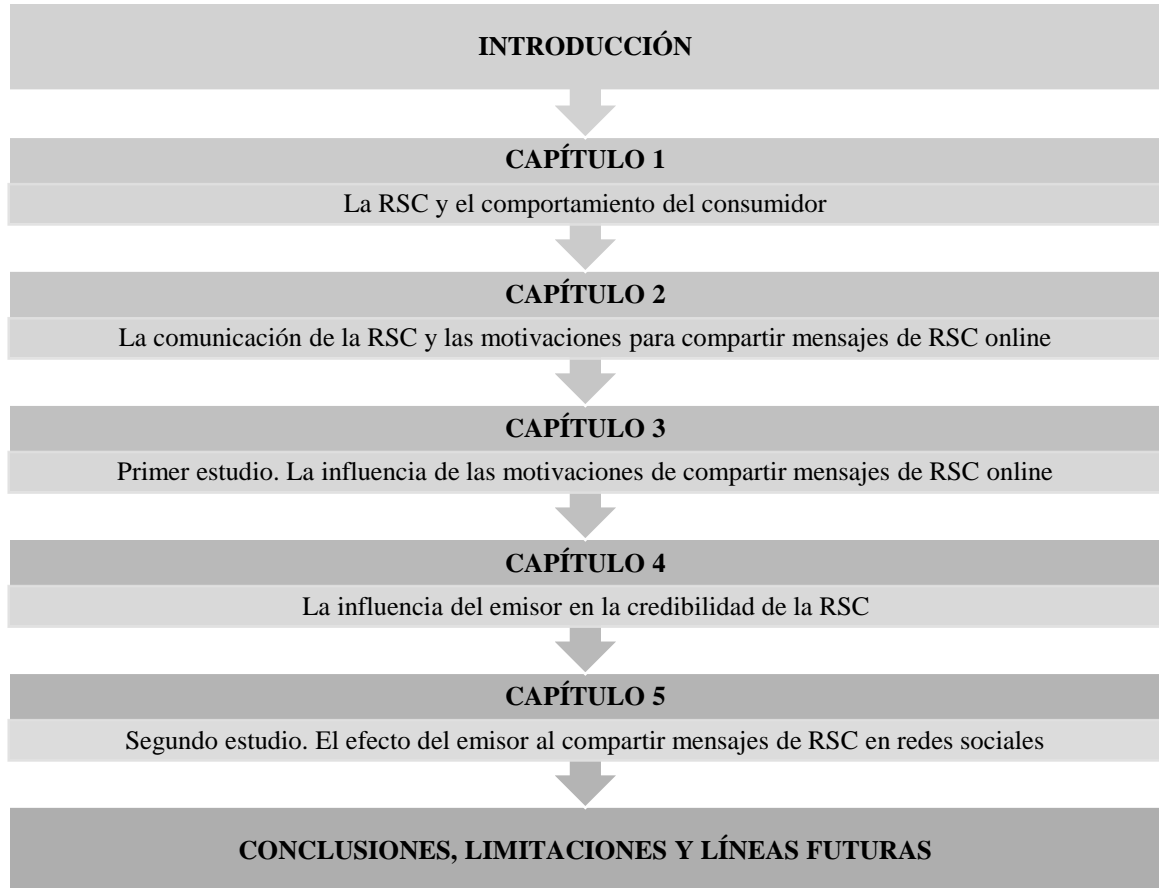 INTRODUCCIÓN
CAPÍTULO 1
La RSC y el comportamiento del consumidor
CAPÍTULO 2
La comunicación de la RSC y las motivaciones para compartir mensajes de RSC online
CAPÍTULO 3
Primer estudio. La influencia de las motivaciones de compartir mensajes de RSC online
CAPÍTULO 4
La influencia del emisor en la credibilidad de la RSC
CAPÍTULO 5
Segundo estudio. El efecto del emisor al compartir mensajes de RSC en redes sociales
CONCLUSIONES, LIMITACIONES Y LÍNEAS FUTURAS